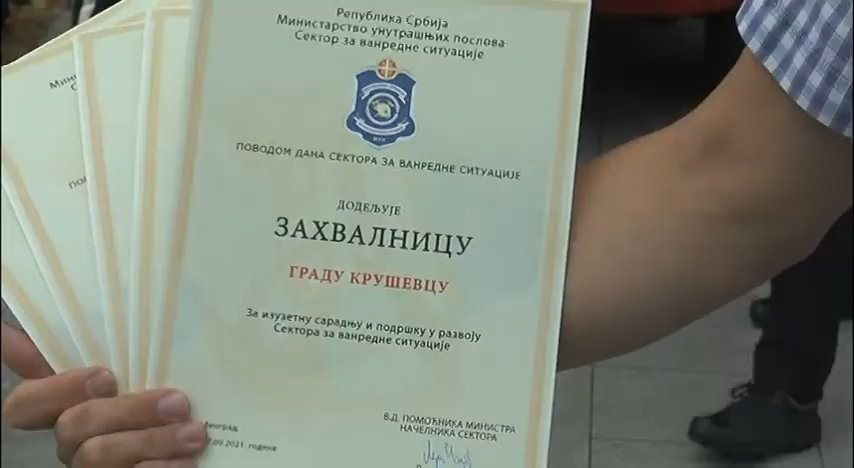 Република Србија
Министарство унутрашњих послова
Сектор за ванредне ситуације
ПОВОДОМ ДАНА СЕКТОРА ЗА ВАНРЕДНЕ СИТУАЦИЈЕ
ДОДЕЉУЈЕ
ЗАХВАЛНИЦУ
ГРАДУ КРУШЕВЦУ
За изузетну сарадњу и подршку у развоју
Сектора за ванредне ситуације
В.Д. ПОМОЋНИКА МИНИСТРА
НАЧЕЛНИКА СЕКТОРА
2021. године